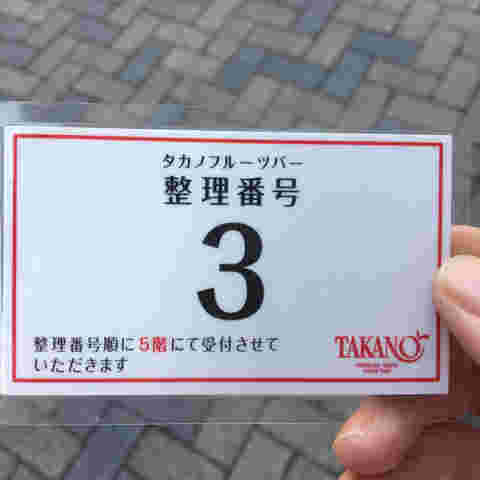 タカノフルーツバー
整理番号
3
整理番号順に5階にて受付させて
いただきます
TAKANO